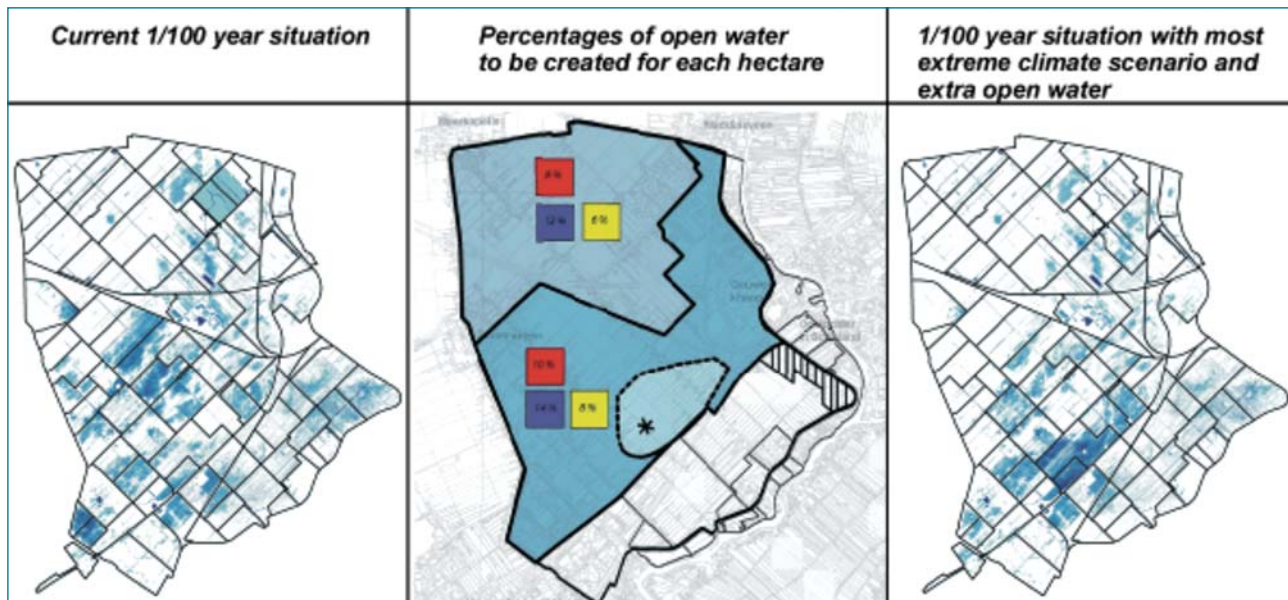 Current 1/100 year situation
Percentages of open water
to be created for each hectare
1/100 year situation with most
extreme climate scenario and
extra open water
12%
6%
10%
14%
8%
*